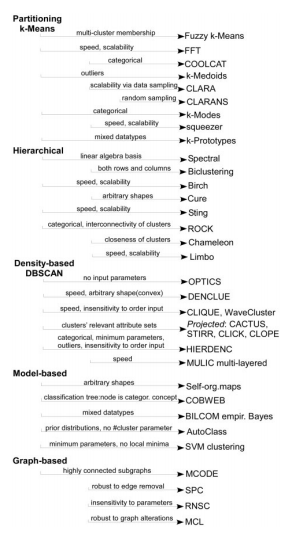 Partitioning
k-Means
multi-cluster membership Fuzzy k-Means
speed, scalability FFT
categorical COOLCAT
outliers k-Medoids
scalability via data sampling CLARA
random sampling CLARANS
categorical k-Modes
speed, scalability squeezer
mixed datatypes k-Prototypes
Hierarchical
linear algebra basis Spectral
both rows and columns Biclustering
speed, scalability Birch
arbitrary shapes Cure
speed, scalability Sting
categorical, interconnectivity of clusters ROCK
closeness of clusters Chameleon
speed, scalability Limbo
Density-based
DBSCAN
no input parameters OPTICS
speed, arbitrary shape(convex) DENCLUE
speed, insensitivity to order input CLIQUE, WaveCluster
clusters' relevant attribute sets Projected: CACTUS,
STIRR, CLICK, CLOPE
categorical, minimum parameters,
outliers, insensitivity to order input HIERDENC
speed MULIC multi-layered
Model-based
arbitrary shapes Self-org.maps
classification tree:node is categor. concept COBWEB
mixed datatypes BILCOM empir. Bayes
prior distributions, no #cluster parameter AutoClass
minimum parameters, no local minima SVM clustering
Graph-based
highly connected subgraphs MCODE
robust to edge removal SPC
insensitivity to parameters RNSC
robust to graph alterations MCL